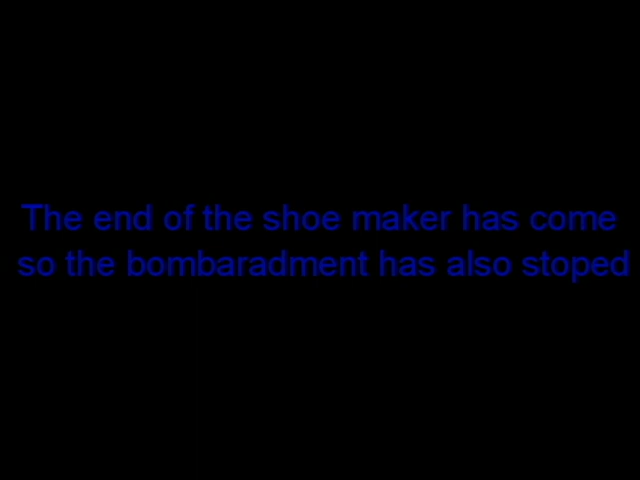 The end of the shoe maker has come
so the bombaradment has also stoped